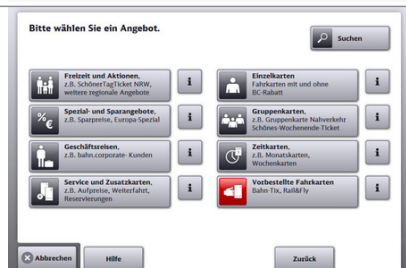 Bitte wählen Sie ein Angebot.
Suchen
Freizeit und Aktionen,
z.B. SchönerTagTicket NRW,
weitere regionale Angebote
i
Einzelkarten
Fahrkarten mit und ohne
BC-Rabatt
i
%€
Spezial- und Sparangebote,
z.B. Sparpreise, Europa-Spezial
i
Gruppenkarten,
z.B. Gruppenkarte Nahverkehr
Schönes-Wochenende-Ticket
i
Geschäftsreisen,
z.B. bahn.corporate- Kunden
i
Zeitkarten,
z.B. Monatskarten,
Wochenkarten
i
Service und Zusatzkarten,
z.B. Aufpreise, Weiterfahrt,
Reservierungen
i
Vorbestellte Fahrkarten
Bahn-Tix, Rail&Fly
i
Abbrechen
Hilfe
Zurück